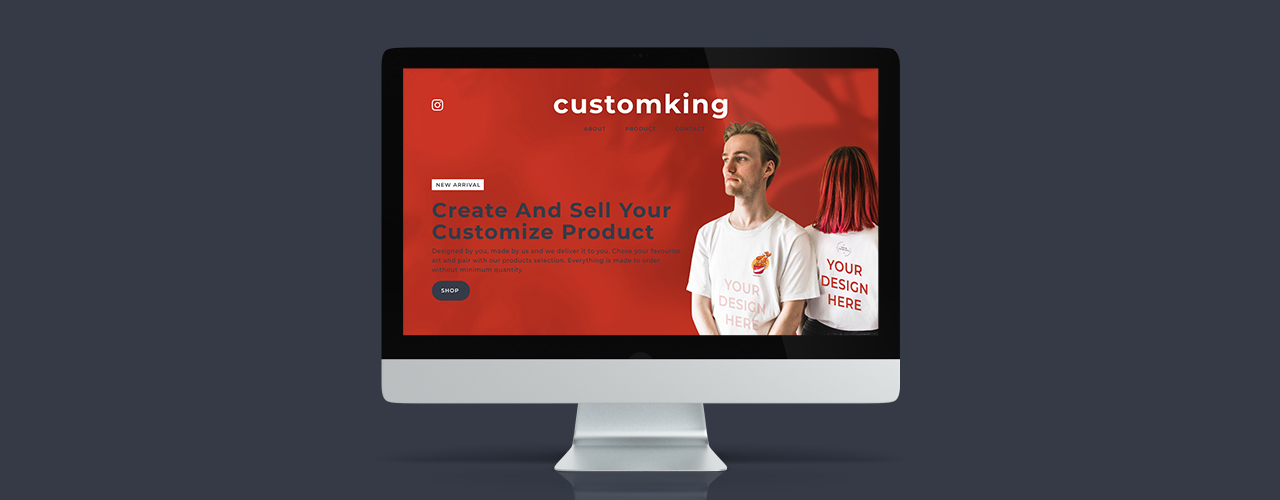 customking
ABOUT PRODUCT CONTACT
NEW ARRIVAL
Create And Sell Your
Customize Product
Designed by you, made by us and we deliver it to you. Chose your favourite
art and pair with our products selection. Everything is made to order
without minimum quantity.
SHOP
YOUR
DESIGN
HERE
YOUR
DESIGN
HERE